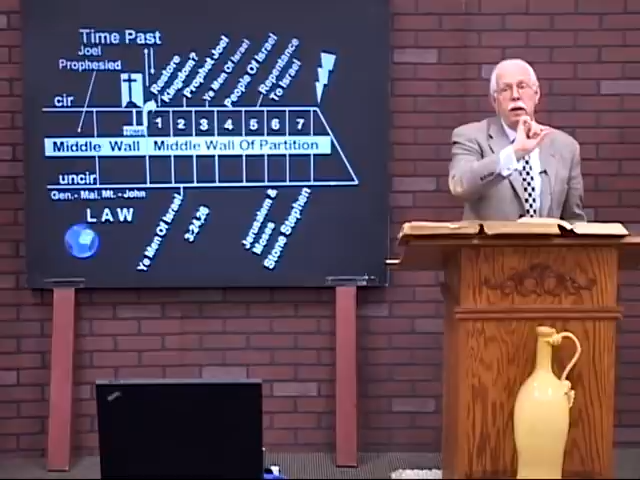 Time Past
Joel
Prophesied
Restore
Kingdom?
Prophet Joel
Ye Men Of Israel
People Of Israel
Repentance
To Israel
cir
TOMB
1 2 3 4 5 6 7
Middle Wall
Middle Wall Of Partition
uncir
Gen.- Mal. Mt. - John
LAW
Ye Men Of Israel
3:24,26
Jerusalem &
Moses
Stone Stephen